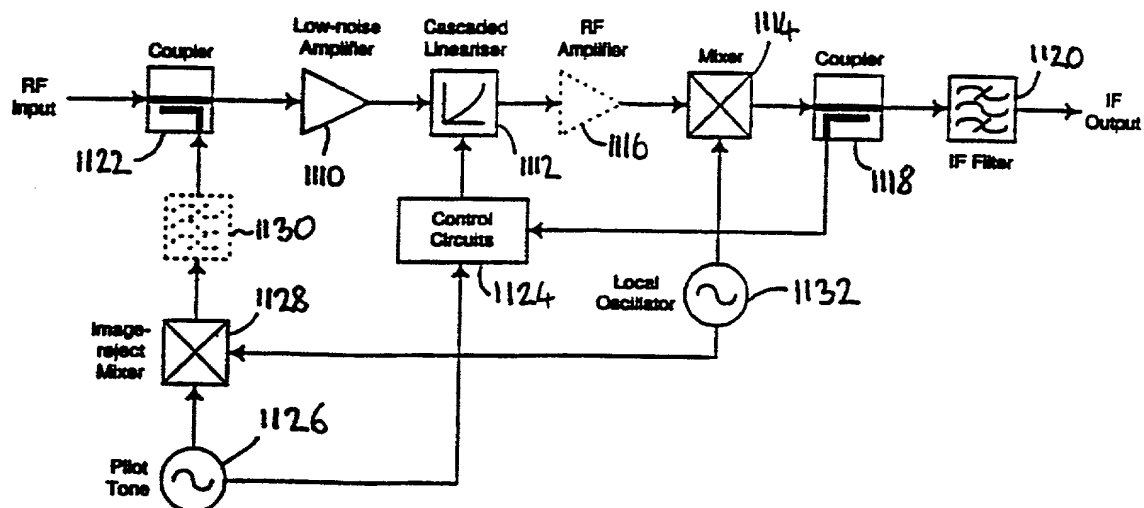 Low-noise
Amplifier
Cascaded
Lineariser
RF
Amplifier
1114
Mixer
Coupler
Coupler
1120
RF
Input
IF
Output
1122
1110
1112
1116
1118
IF Filter
1130
Control
Circuits
1124
Local
Oscillator
1132
1128
Image-
reject
Mixer
1126
Pilot
Tone